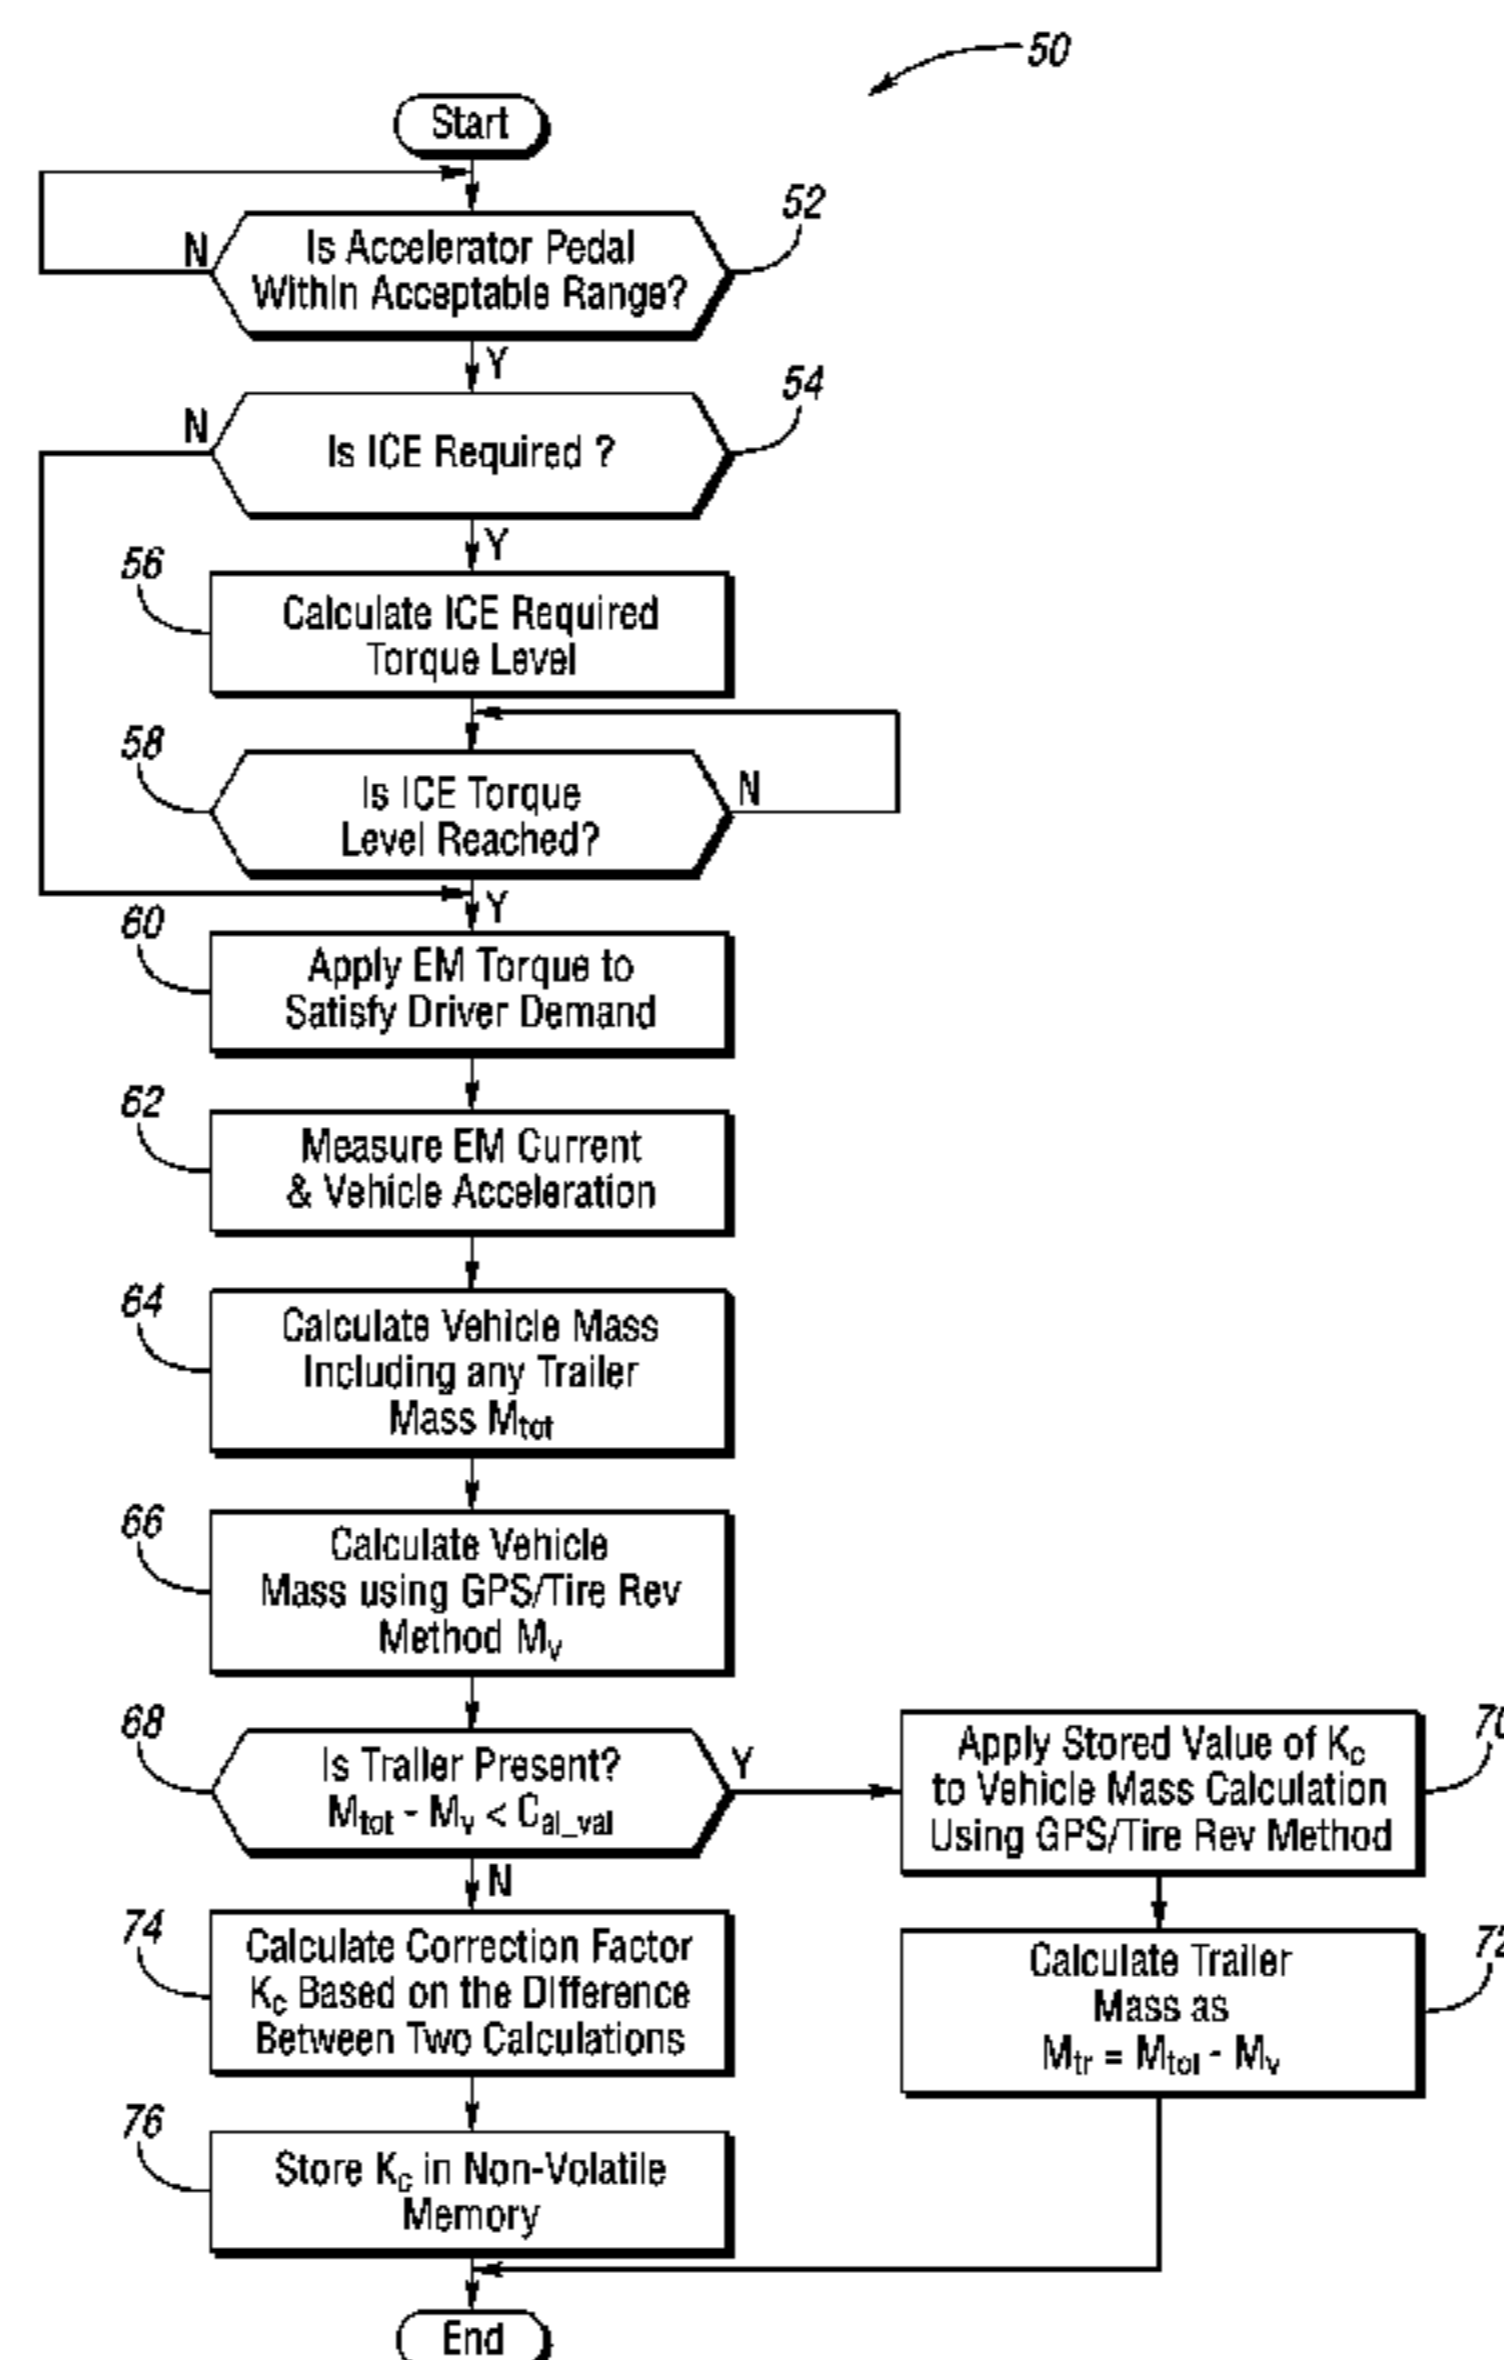 50
Start
52
N
Is Accelerator Pedal
Within Acceptable Range?
Y
54
N
Is ICE Required ?
Y
56
Calculate ICE Required
Torque Level
58
Is ICE Torque
Level Reached?
N
Y
60
Apply EM Torque to
Satisfy Driver Demand
62
Measure EM Current
& Vehicle Acceleration
64
Calculate Vehicle Mass
Including any Trailer
Mass Mtot
66
Calculate Vehicle
Mass using GPS/Tire Rev
Method Mv
68
Is Trailer Present?
Mtot - Mv < Cal_val
Y
N
70
Apply Stored Value of Kc
to Vehicle Mass Calculation
Using GPS/Tire Rev Method
72
Calculate Trailer
Mass as
Mtr = Mtot - Mv
74
Calculate Correction Factor
Kc Based on the Difference
Between Two Calculations
76
Store Kc in Non-Volatile
Memory
End